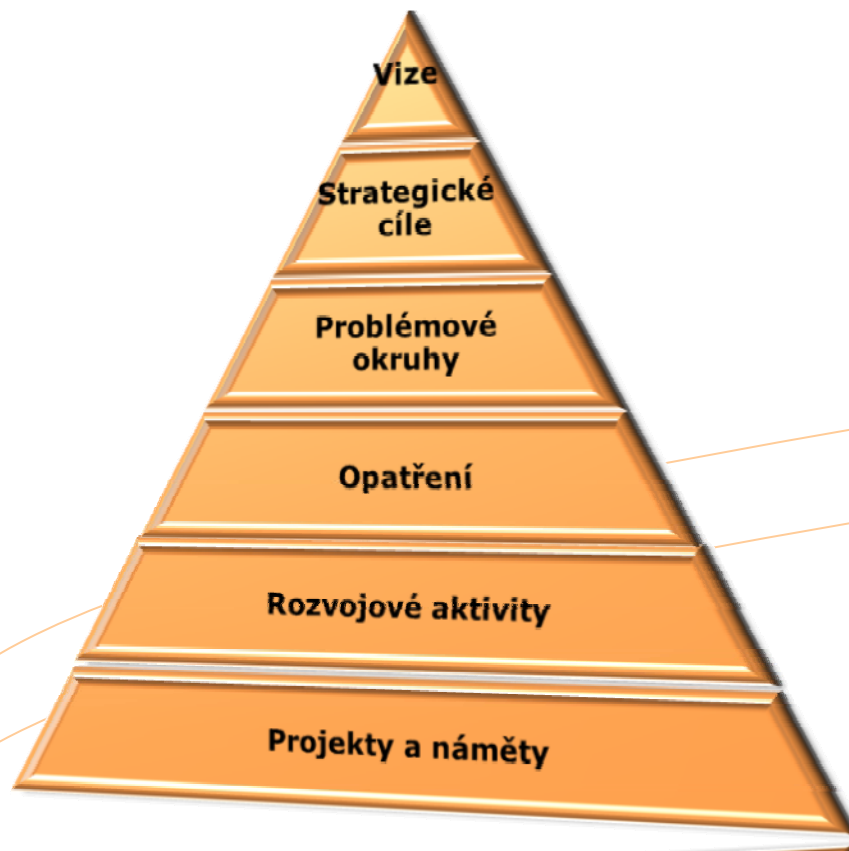 Vize
Strategické
cíle
Problémové
okruhy
Opatření
Rozvojové aktivity
Projekty a náměty